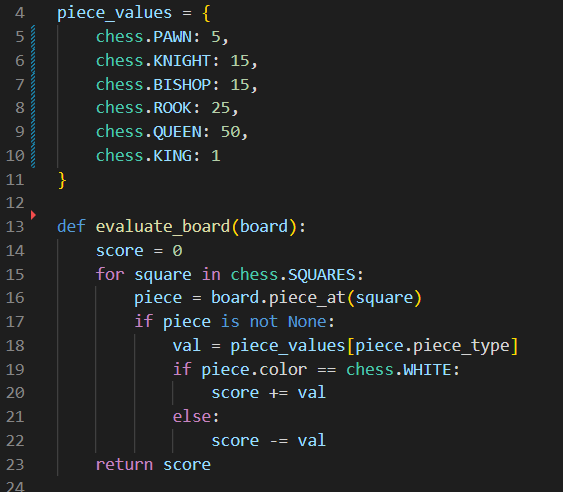 4 piece_values = {
5     chess.PAWN: 5,
6     chess.KNIGHT: 15,
7     chess.BISHOP: 15,
8     chess.ROOK: 25,
9     chess.QUEEN: 50,
10     chess.KING: 1
11 }
12
13 def evaluate_board(board):
14     score = 0
15     for square in chess.SQUARES:
16         piece = board.piece_at(square)
17         if piece is not None:
18             val = piece_values[piece.piece_type]
19             if piece.color == chess.WHITE:
20                 score += val
21             else:
22                 score -= val
23     return score
24